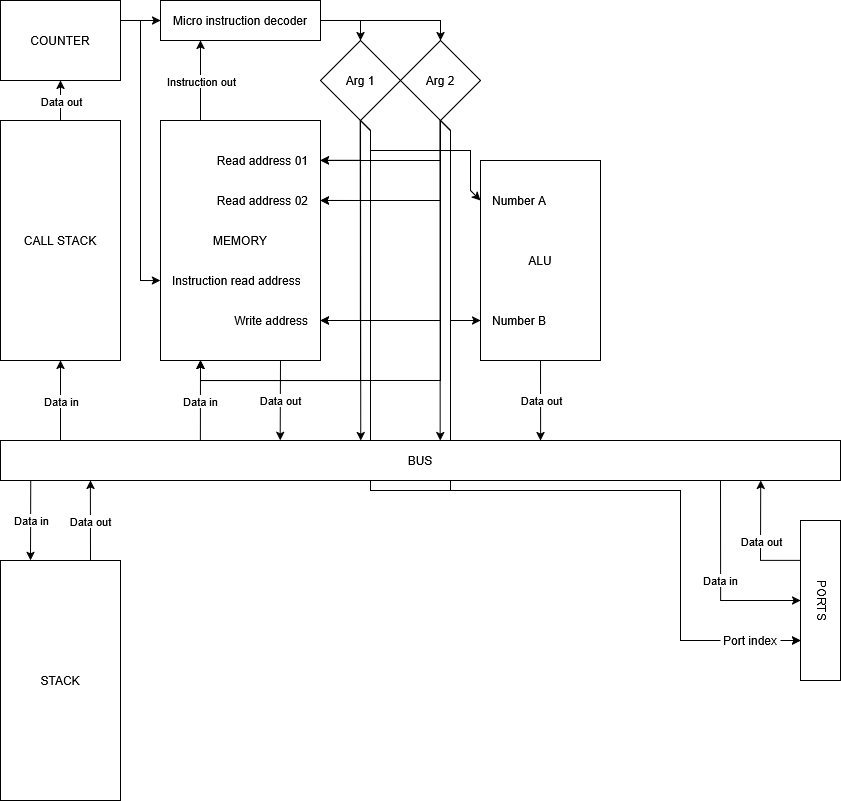 COUNTER
Micro instruction decoder
Data out
Instruction out
Arg 1
Arg 2
CALL STACK
Read address 01
Read address 02
MEMORY
Instruction read address
Write address
Number A
ALU
Number B
Data in
Data in
Data out
Data out
BUS
Data in
Data out
Data out
Data in
PORTS
Port index
STACK